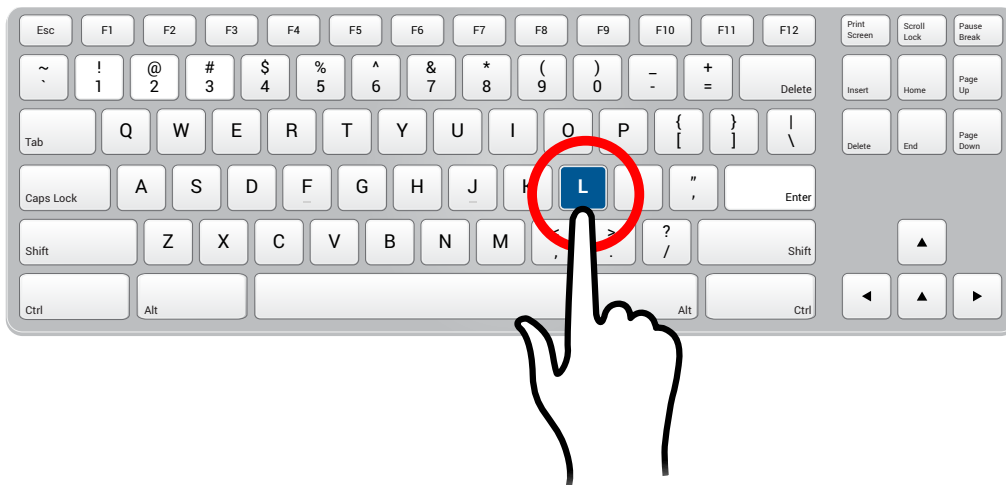 Esc F1 F2 F3 F4 F5 F6 F7 F8 F9 F10 F11 F12 Print Screen Scroll Lock Pause Break
~ ` ! 1 @ 2 # 3 $ 4 % 5 ^ 6 & 7 * 8 ( 9 ) 0 _ - + = Delete Insert Home Page Up
Tab Q W E R T Y U I O P { [ } ] | \ Delete End Page Down
Caps Lock A S D F G H J K L " ' Enter
Shift Z X C V B N M < , > . ? / Shift
Ctrl Alt Alt Ctrl